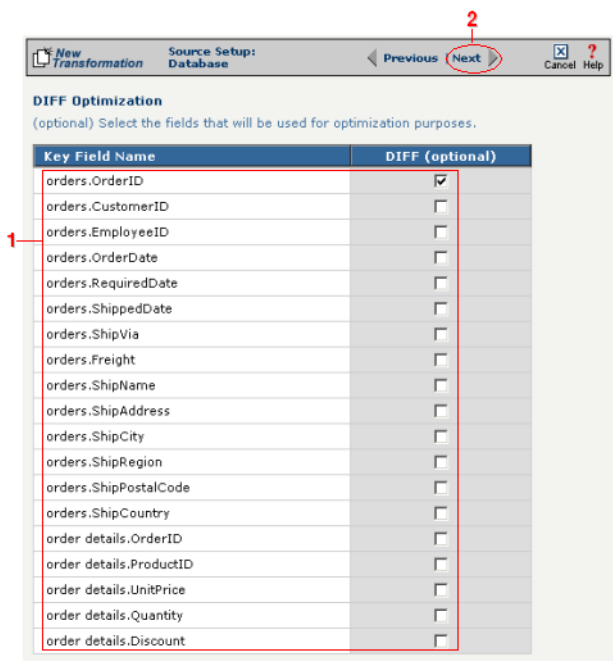 2
New
Transformation
Source Setup:
Database
Previous
Next
Cancel
Help
DIFF Optimization
(optional) Select the fields that will be used for optimization purposes.
Key Field Name DIFF (optional)
orders.OrderID
orders.CustomerID
orders.EmployeeID
1
orders.OrderDate
orders.RequiredDate
orders.ShippedDate
orders.ShipVia
orders.Freight
orders.ShipName
orders.ShipAddress
orders.ShipCity
orders.ShipRegion
orders.ShipPostalCode
orders.ShipCountry
order details.OrderID
order details.ProductID
order details.UnitPrice
order details.Quantity
order details.Discount